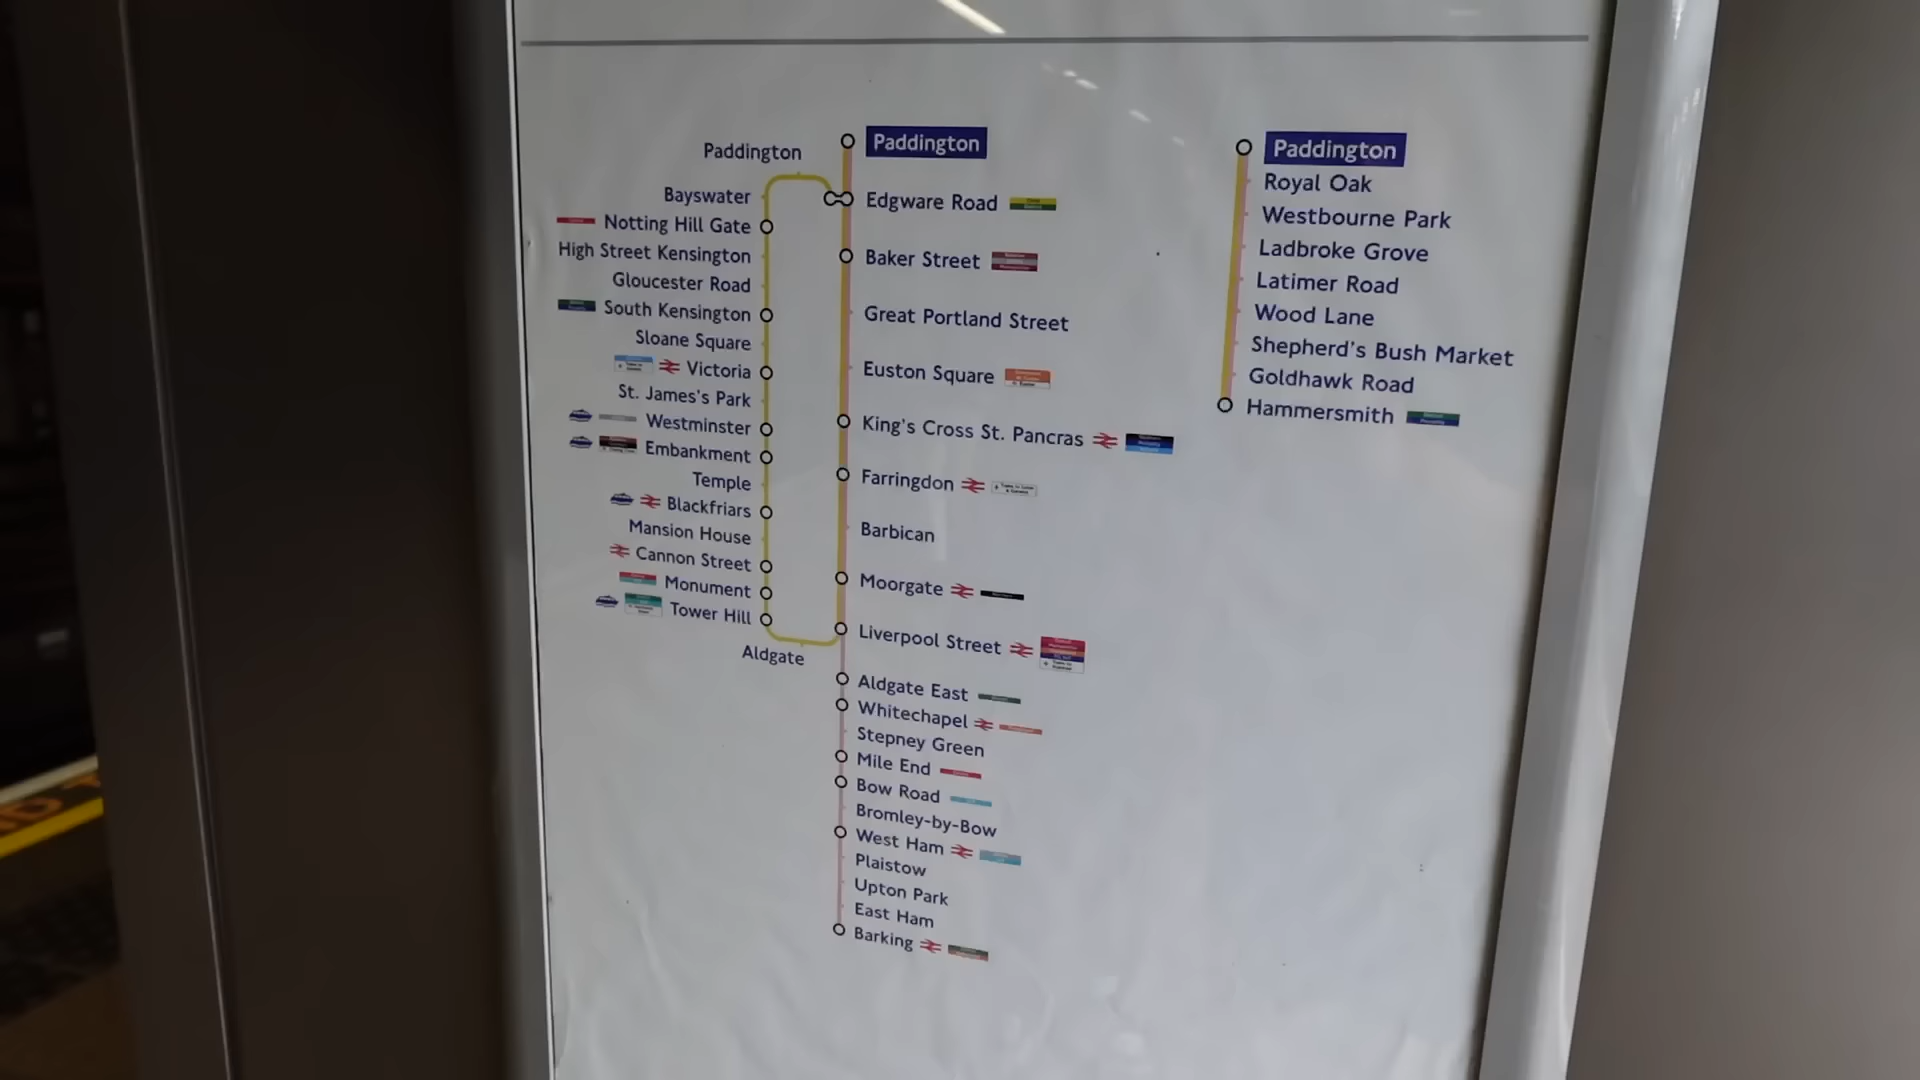 Paddington
Bayswater
Notting Hill Gate
High Street Kensington
Gloucester Road
South Kensington
Sloane Square
Victoria
St. James's Park
Westminster
Embankment
Temple
Blackfriars
Mansion House
Cannon Street
Monument
Tower Hill
Aldgate
Paddington
Edgware Road
Baker Street
Great Portland Street
Euston Square
King's Cross St. Pancras
Farringdon
Barbican
Moorgate
Liverpool Street
Aldgate East
Whitechapel
Stepney Green
Mile End
Bow Road
Bromley-by-Bow
West Ham
Plaistow
Upton Park
East Ham
Barking
Paddington
Royal Oak
Westbourne Park
Ladbroke Grove
Latimer Road
Wood Lane
Shepherd's Bush Market
Goldhawk Road
Hammersmith